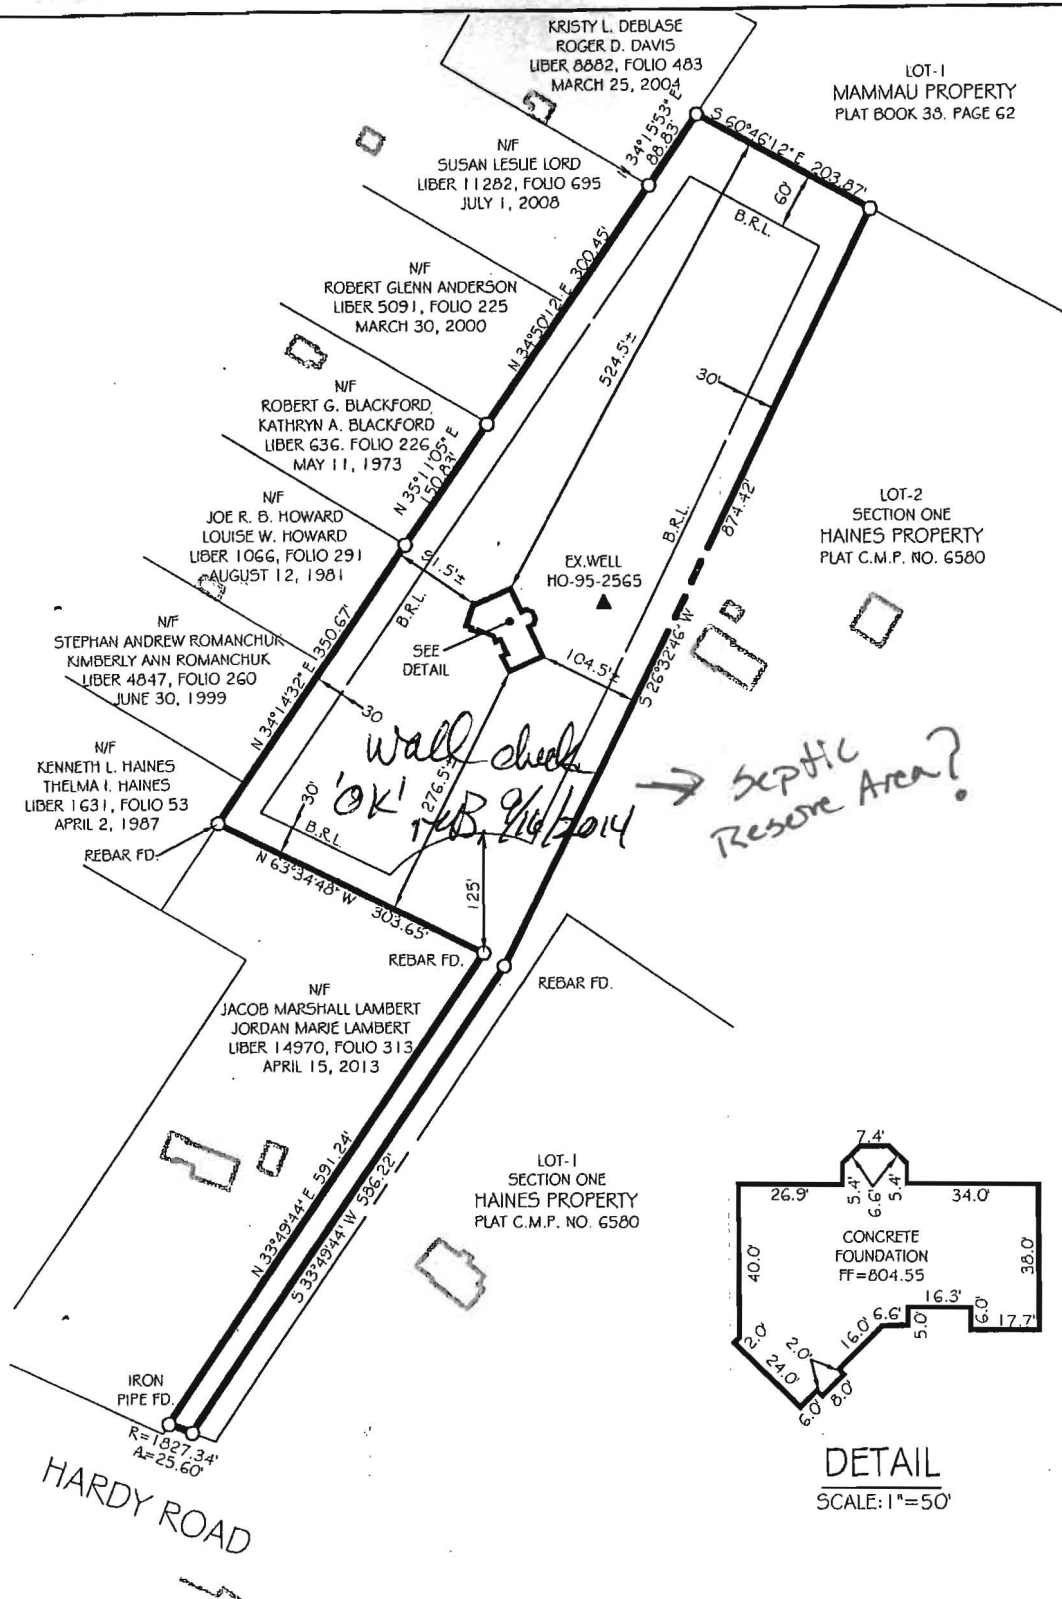 KRISTY L. DEBLASE
ROGER D. DAVIS
LIBER 8882, FOLIO 483
MARCH 25, 2004
LOT-1
MAMMAU PROPERTY
PLAT BOOK 38. PAGE 62
N 34°15'53" E
88.83'
S 60°46'12" E 203.87'
60'
B.R.L.
N/F
SUSAN LESLIE LORD
LIBER 11282, FOLIO 695
JULY 1, 2008
N/F
ROBERT GLENN ANDERSON
LIBER 5091, FOLIO 225
MARCH 30, 2000
N 34°50'12" E 300.45'
524.5'±
30'
N/F
ROBERT G. BLACKFORD
KATHRYN A. BLACKFORD
LIBER 636. FOLIO 226
MAY 11, 1973
N 35°11'05" E
150.83'
874.42'
B.R.L.
LOT-2
SECTION ONE
HAINES PROPERTY
PLAT C.M.P. NO. 6580
N/F
JOE R. B. HOWARD
LOUISE W. HOWARD
LIBER 1066, FOLIO 291
AUGUST 12, 1981
91.5'±
EX.WELL
HO-95-2565
B.R.L.
SEE
DETAIL
104.5'±
S 26°32'46" W
N/F
STEPHAN ANDREW ROMANCHUK
KIMBERLY ANN ROMANCHUK
LIBER 4847, FOLIO 260
JUNE 30, 1999
N 34°14'32" E 350.67'
30
wall check
'OK'
9/16/2014
→ Septic
Reserve Area?
276.5'±
N/F
KENNETH L. HAINES
THELMA I. HAINES
LIBER 1631, FOLIO 53
APRIL 2, 1987
REBAR FD.
30'
B.R.L.
N 63°34'48" W
303.65'
125'
REBAR FD.
REBAR FD.
N/F
JACOB MARSHALL LAMBERT
JORDAN MARIE LAMBERT
LIBER 14970, FOLIO 313
APRIL 15, 2013
N 33°49'44" E 591.24'
S 33°49'44" W 586.22'
LOT-1
SECTION ONE
HAINES PROPERTY
PLAT C.M.P. NO. 6580
IRON
PIPE FD.
R=1827.34'
A=25.60'
HARDY ROAD
7.4'
26.9'
5.4'
6.6'
5.4'
34.0'
40.0'
CONCRETE
FOUNDATION
FF=804.55
38.0'
16.3'
6.6'
5.0'
6.0'
17.7'
16.0'
2.0'
2.0'
24.0'
6.0'
8.0'
DETAIL
SCALE: 1"=50'